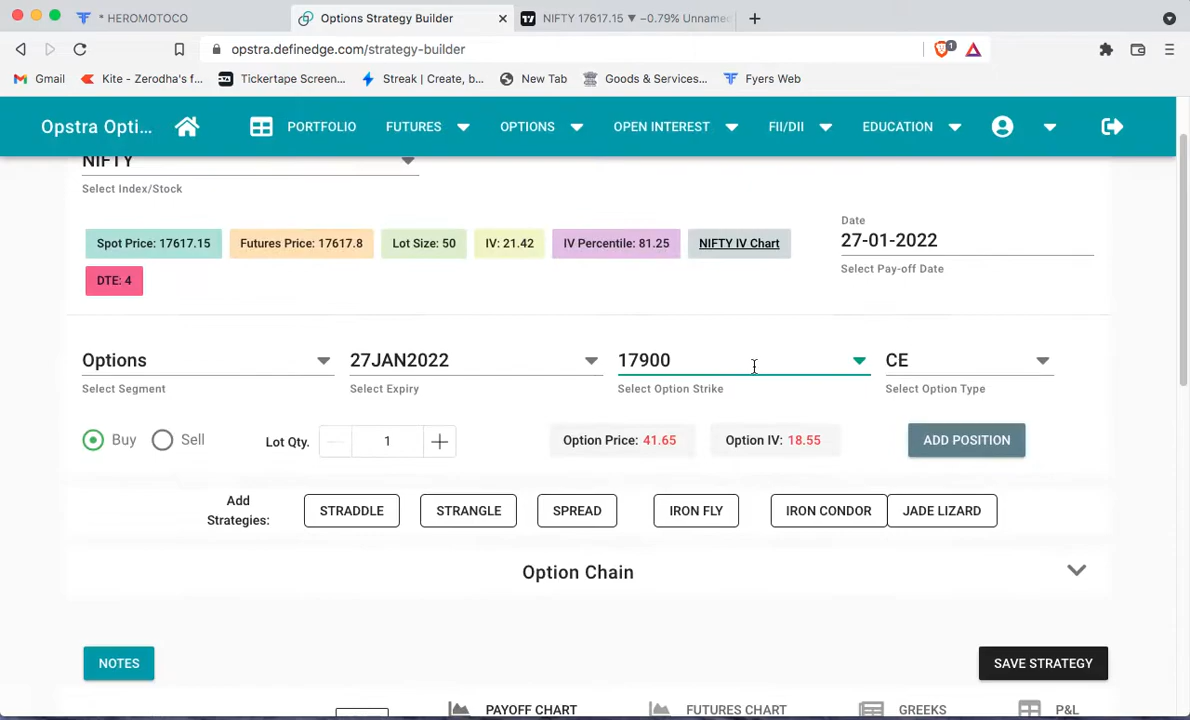 * HEROMOTOCO
Options Strategy Builder
NIFTY 17617.15 ▼ −0.79% Unname
opstra.definedge.com/strategy-builder
1
Gmail
Kite - Zerodha's f...
Tickertape Screen...
Streak | Create, b...
New Tab
Goods & Services...
Fyers Web
Opstra Opti...
PORTFOLIO
FUTURES
OPTIONS
OPEN INTEREST
FII/DII
EDUCATION
NIFTY
Select Index/Stock
Spot Price: 17617.15
Futures Price: 17617.8
Lot Size: 50
IV: 21.42
IV Percentile: 81.25
NIFTY IV Chart
DTE: 4
Date
27-01-2022
Select Pay-off Date
Options
Select Segment
27JAN2022
Select Expiry
17900
Select Option Strike
CE
Select Option Type
Buy
Sell
Lot Qty.
1
Option Price: 41.65
Option IV: 18.55
ADD POSITION
Add
Strategies:
STRADDLE
STRANGLE
SPREAD
IRON FLY
IRON CONDOR
JADE LIZARD
Option Chain
NOTES
SAVE STRATEGY
PAYOFF CHART
FUTURES CHART
GREEKS
P&L